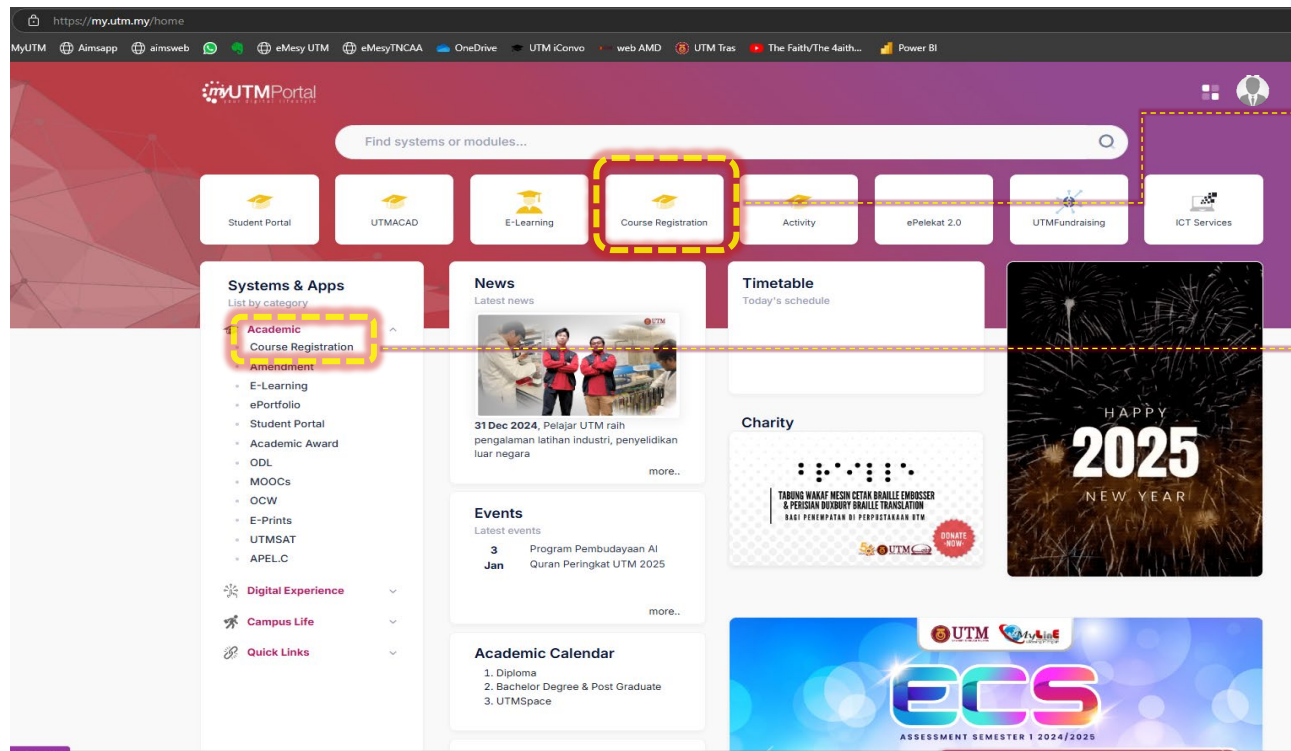 https://my.utm.my/home
MyUTM Aimsapp aimsweb eMesy UTM eMesyTNCAA OneDrive UTM iConvo web AMD UTM Tras The Faith/The 4aith... Power BI
myUTMPortal
your digital lifestyle
Find systems or modules...
Student Portal
UTMACAD
E-Learning
Course Registration
Activity
ePelekat 2.0
UTMFundraising
ICT Services
Systems & Apps
List by category
Academic
Course Registration
Amendment
E-Learning
ePortfolio
Student Portal
Academic Award
ODL
MOOCs
OCW
E-Prints
UTMSAT
APEL.C
Digital Experience
Campus Life
Quick Links
News
Latest news
UTM
31 Dec 2024, Pelajar UTM raih
pengalaman latihan industri, penyelidikan
luar negara
more..
Events
Latest events
3 Program Pembudayaan Al
Jan Quran Peringkat UTM 2025
more..
Academic Calendar
1. Diploma
2. Bachelor Degree & Post Graduate
3. UTMSpace
Timetable
Today's schedule
Charity
TABUNG WAKAF MESIN CETAK BRAILLE EMBOSSER
& PERISIAN DUXBURY BRAILLE TRANSLATION
BAGI PENEMPATAN DI PERPUSTAKAAN UTM
DONATE
-NOW-
UTM
HAPPY
2025
NEW YEAR
UTM MyLinE
ECS
ASSESSMENT SEMESTER 1 2024/2025